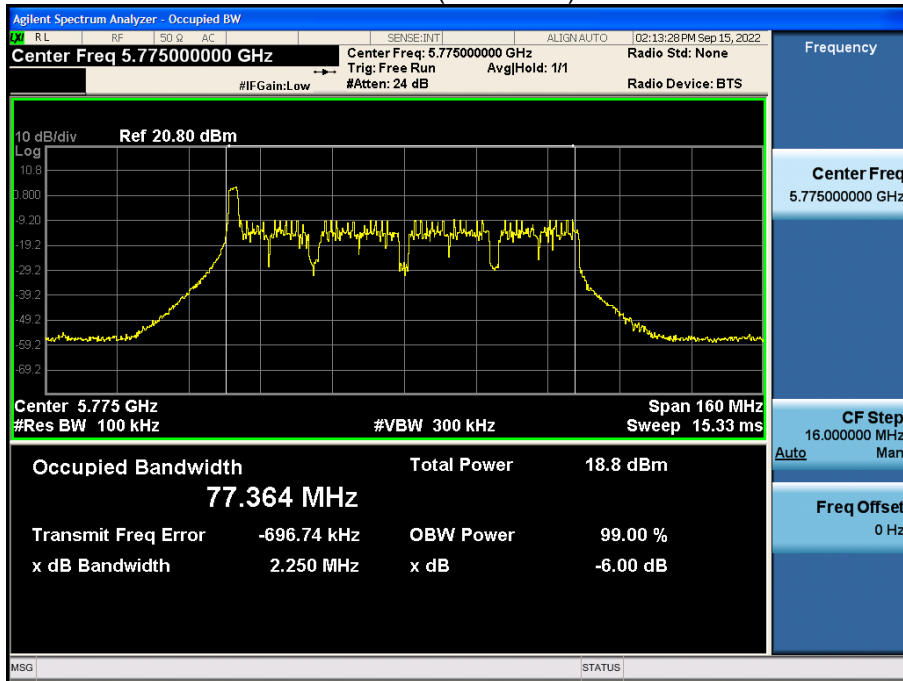 Agilent Spectrum Analyzer - Occupied BW
LXI RL RF 50 Ω AC SENSE:INT ALIGN AUTO 02:13:28 PM Sep 15, 2022
Center Freq 5.775000000 GHz Center Freq: 5.775000000 GHz Radio Std: None
Trig: Free Run Avg|Hold: 1/1
#IFGain:Low #Atten: 24 dB Radio Device: BTS
10 dB/div Ref 20.80 dBm
Log
10.8
0.800
-9.20
-19.2
-29.2
-39.2
-49.2
-59.2
-69.2
Center 5.775 GHz Span 160 MHz
#Res BW 100 kHz #VBW 300 kHz Sweep 15.33 ms
Occupied Bandwidth Total Power 18.8 dBm
77.364 MHz
Transmit Freq Error -696.74 kHz OBW Power 99.00 %
x dB Bandwidth 2.250 MHz x dB -6.00 dB
MSG STATUS
Frequency
Center Freq
5.775000000 GHz
CF Step
16.000000 MHz
Auto Man
Freq Offset
0 Hz